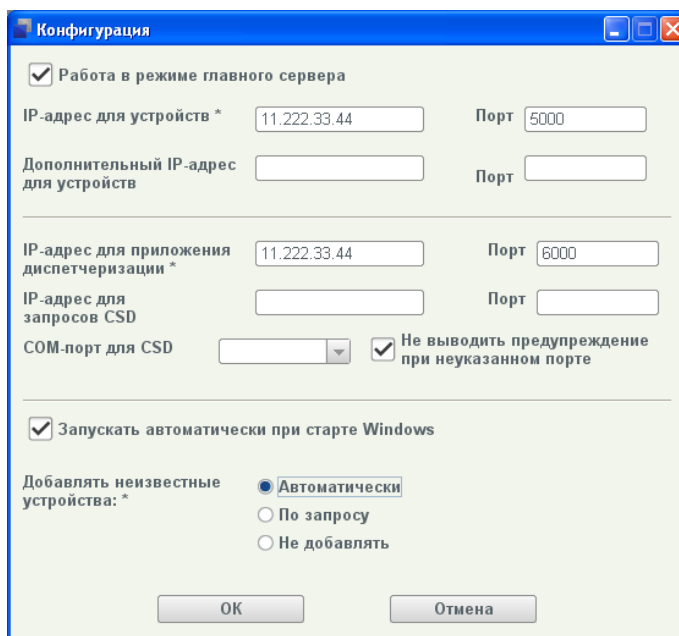 Конфигурация
Работа в режиме главного сервера
IP-адрес для устройств * 11.222.33.44 Порт 5000
Дополнительный IP-адрес
для устройств Порт
IP-адрес для приложения
диспетчеризации * 11.222.33.44 Порт 6000
IP-адрес для
запросов CSD Порт
COM-порт для CSD
Не выводить предупреждение
при неуказанном порте
Запускать автоматически при старте Windows
Добавлять неизвестные
устройства: *
Автоматически
По запросу
Не добавлять
ОК Отмена